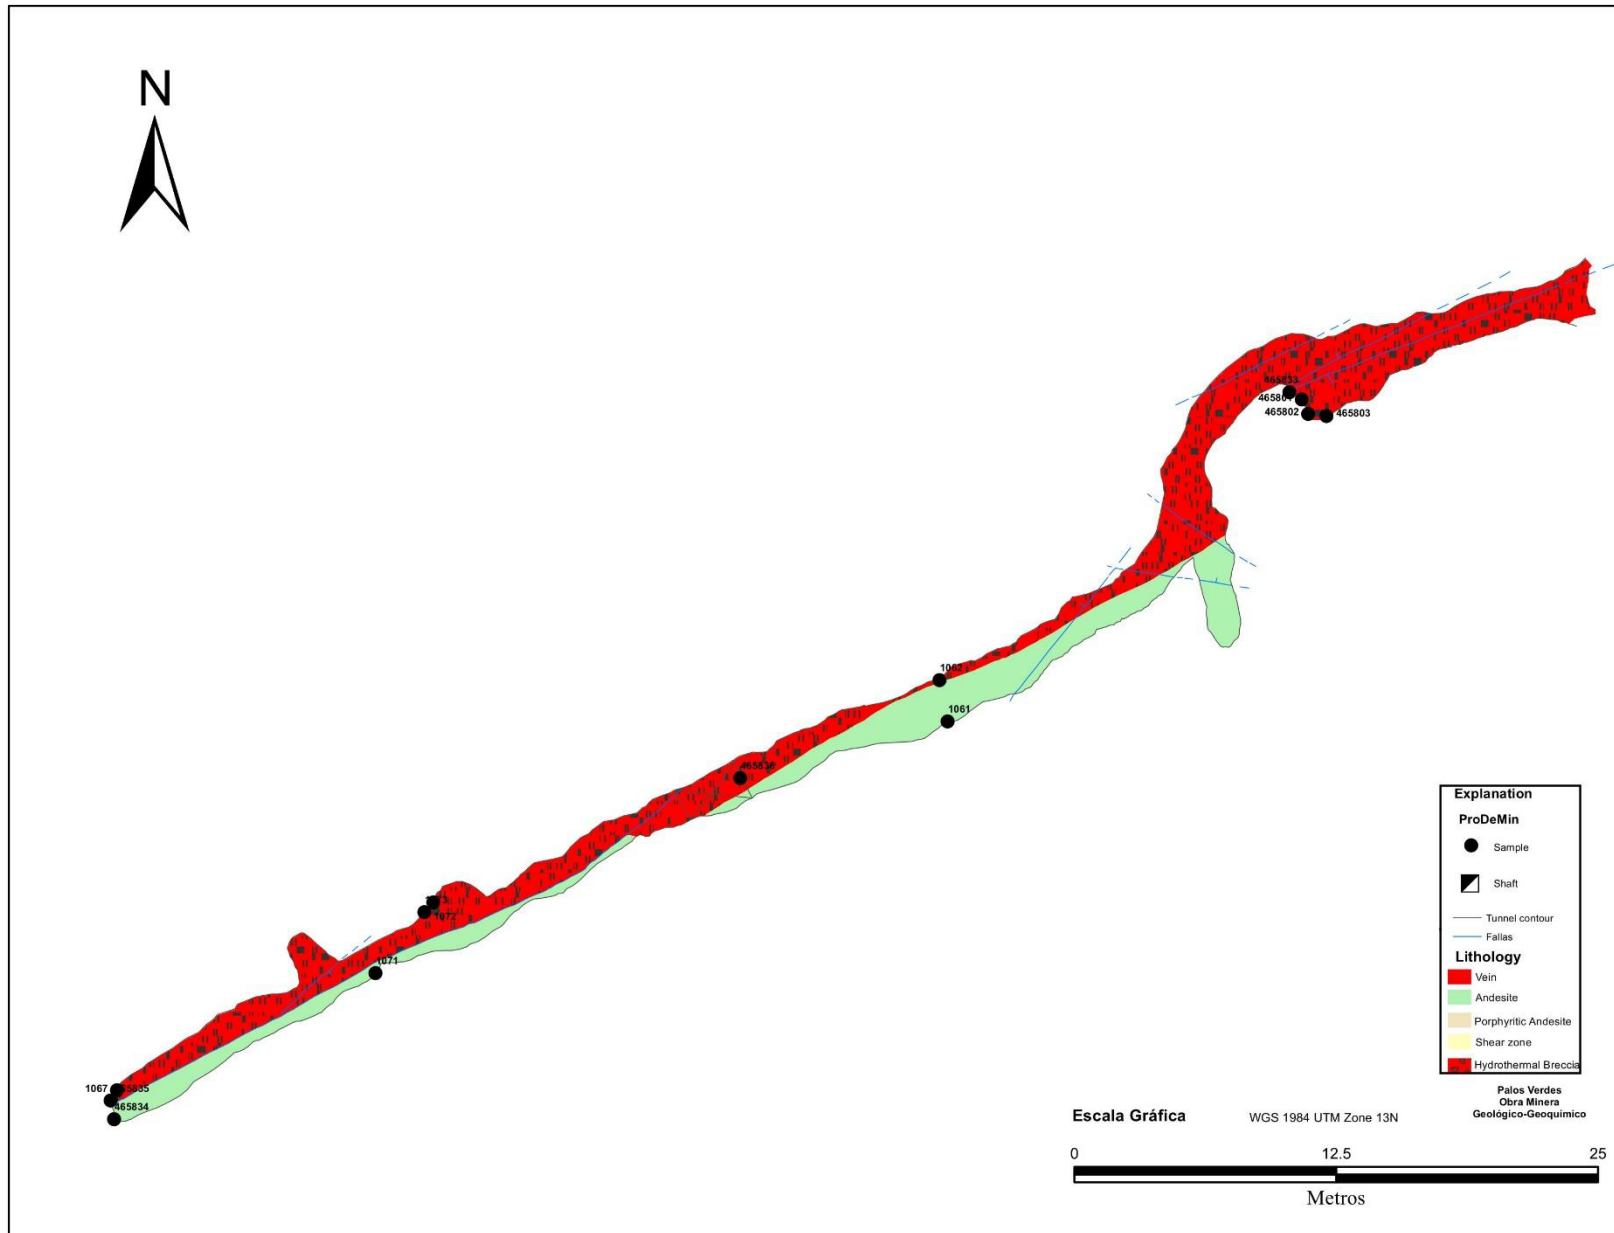 N
465833
465801
465802
465803
1062
1061
465836
1072
1071
1067
465834
Explanation
ProDeMin
Sample
Shaft
Tunnel contour
Fallas
Lithology
Vein
Andesite
Porphyritic Andesite
Shear zone
Hydrothermal Breccia
Palos Verdes
Obra Minera
Geológico-Geoquímico
Escala Gráfica
WGS 1984 UTM Zone 13N
0 12.5 25
Metros